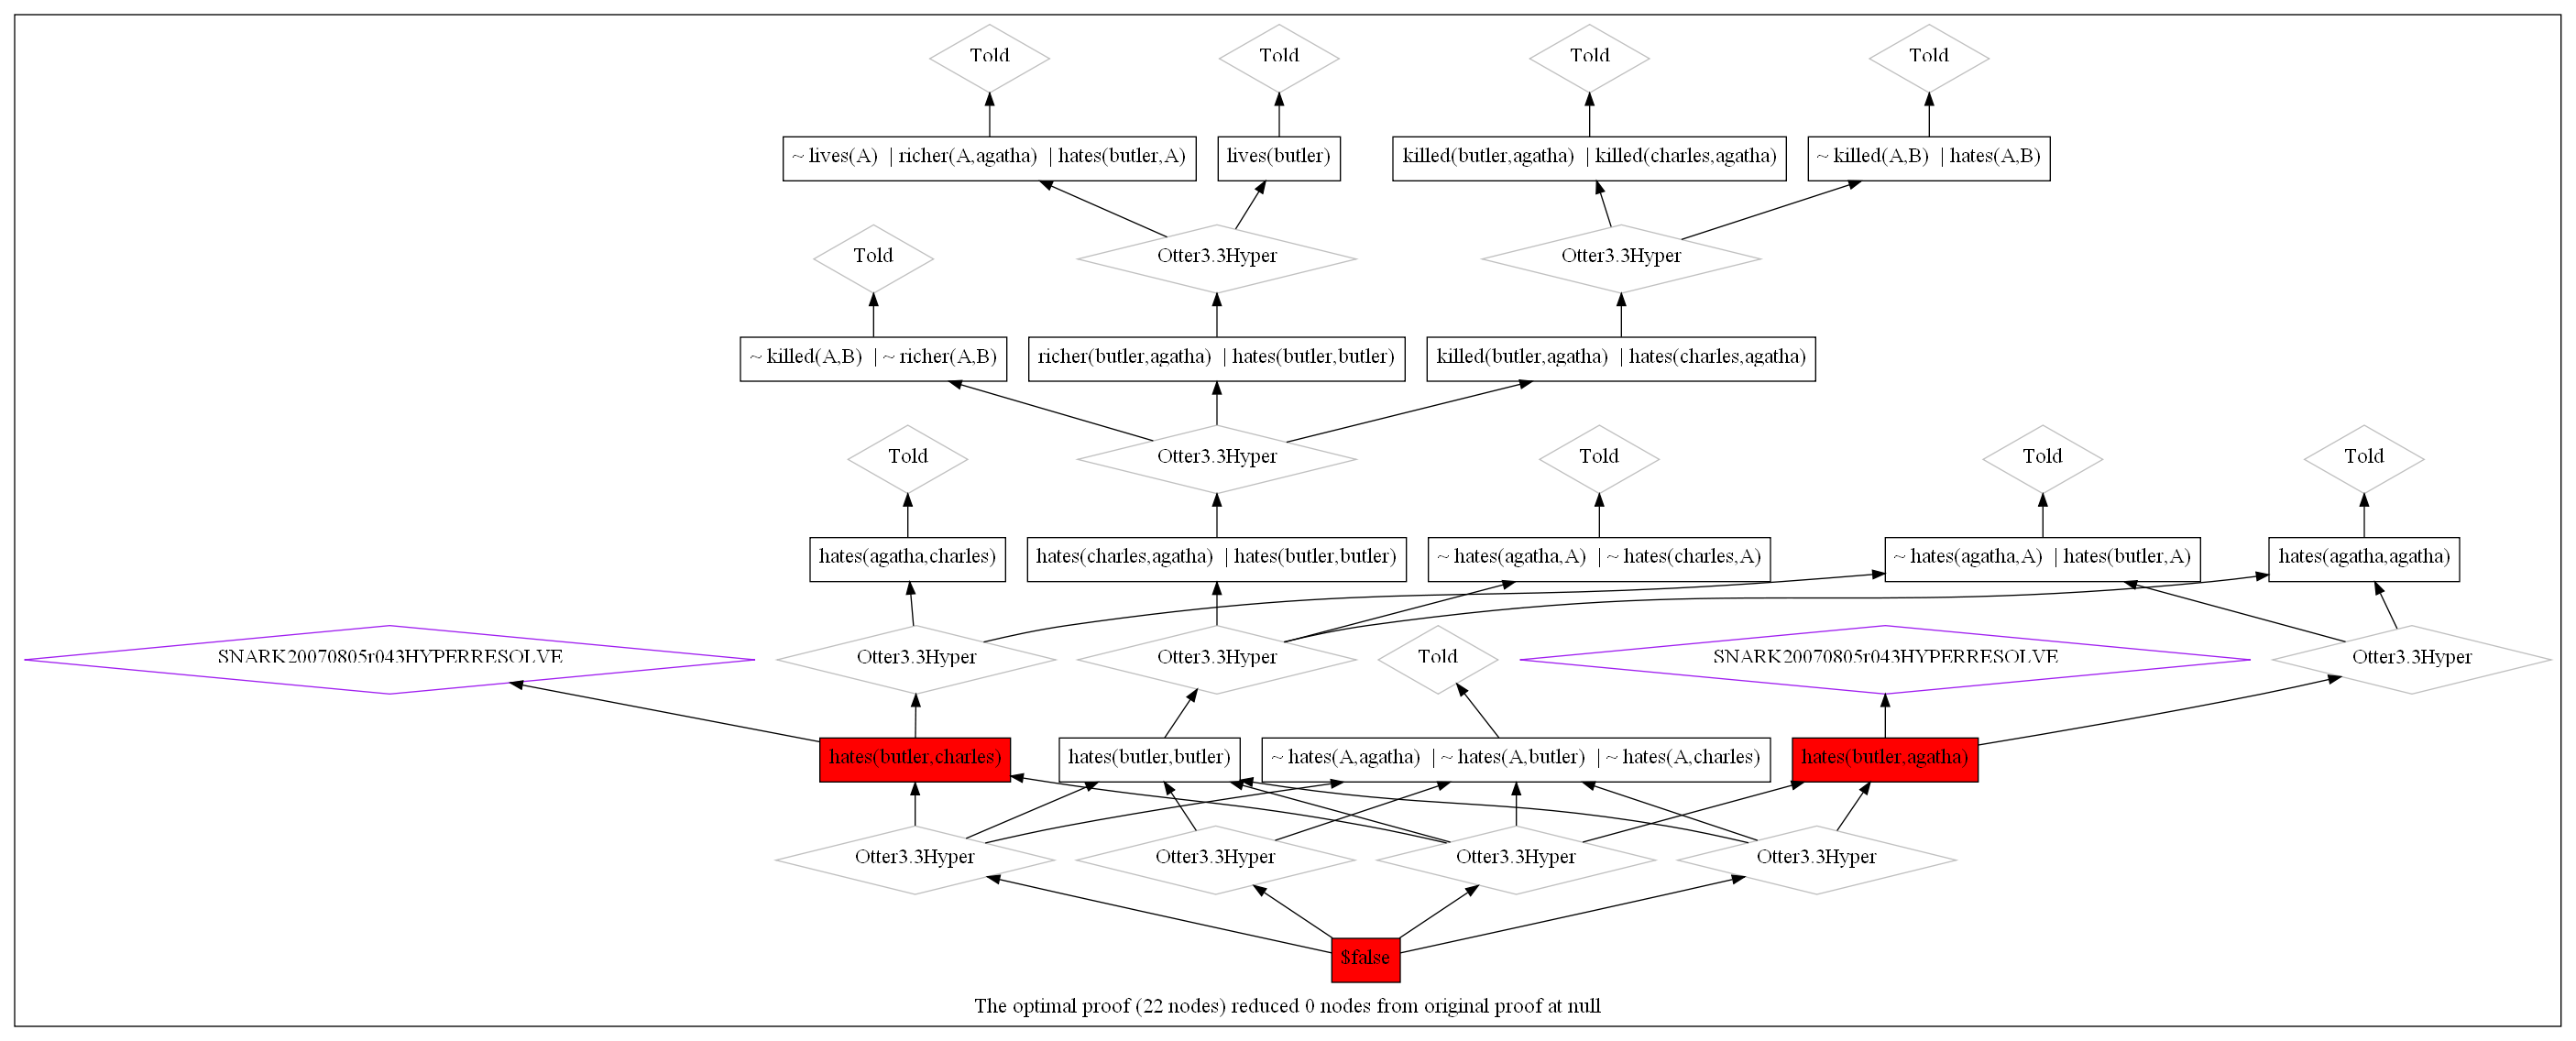 Told
Told
Told
Told
~ lives(A) | richer(A,agatha) | hates(butler,A)
lives(butler)
killed(butler,agatha) | killed(charles,agatha)
~ killed(A,B) | hates(A,B)
Told
Otter3.3Hyper
Otter3.3Hyper
~ killed(A,B) | ~ richer(A,B)
richer(butler,agatha) | hates(butler,butler)
killed(butler,agatha) | hates(charles,agatha)
Told
Otter3.3Hyper
Told
Told
Told
hates(agatha,charles)
hates(charles,agatha) | hates(butler,butler)
~ hates(agatha,A) | ~ hates(charles,A)
~ hates(agatha,A) | hates(butler,A)
hates(agatha,agatha)
SNARK20070805r043HYPERRESOLVE
Otter3.3Hyper
Otter3.3Hyper
Told
SNARK20070805r043HYPERRESOLVE
Otter3.3Hyper
hates(butler,charles)
hates(butler,butler)
~ hates(A,agatha) | ~ hates(A,butler) | ~ hates(A,charles)
hates(butler,agatha)
Otter3.3Hyper
Otter3.3Hyper
Otter3.3Hyper
Otter3.3Hyper
$false
The optimal proof (22 nodes) reduced 0 nodes from original proof at null